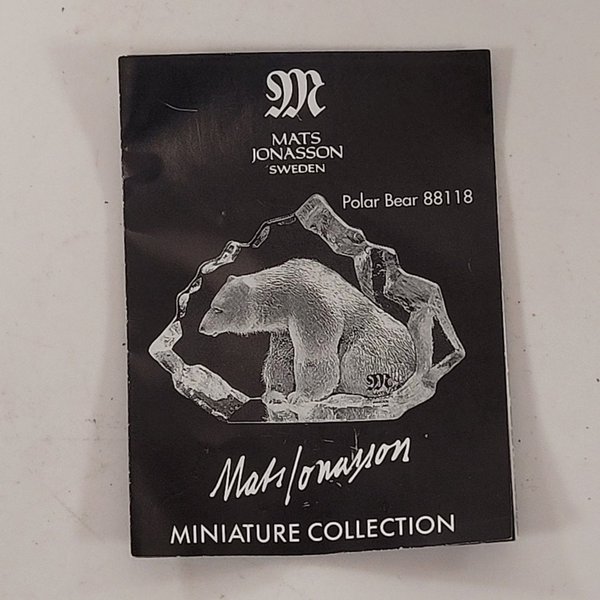 M
MATS
JONASSON
SWEDEN
Polar Bear 88118
M
Mats Jonasson
MINIATURE COLLECTION